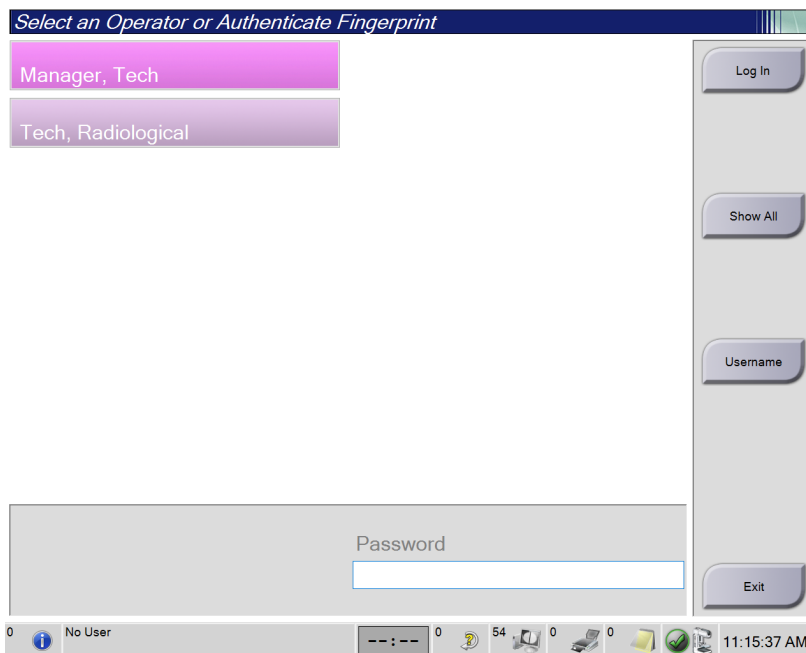 Select an Operator or Authenticate Fingerprint
Manager, Tech
Log In
Tech, Radiological
Show All
Username
Password
Exit
0 No User --:-- 0 54 0 0 11:15:37 AM